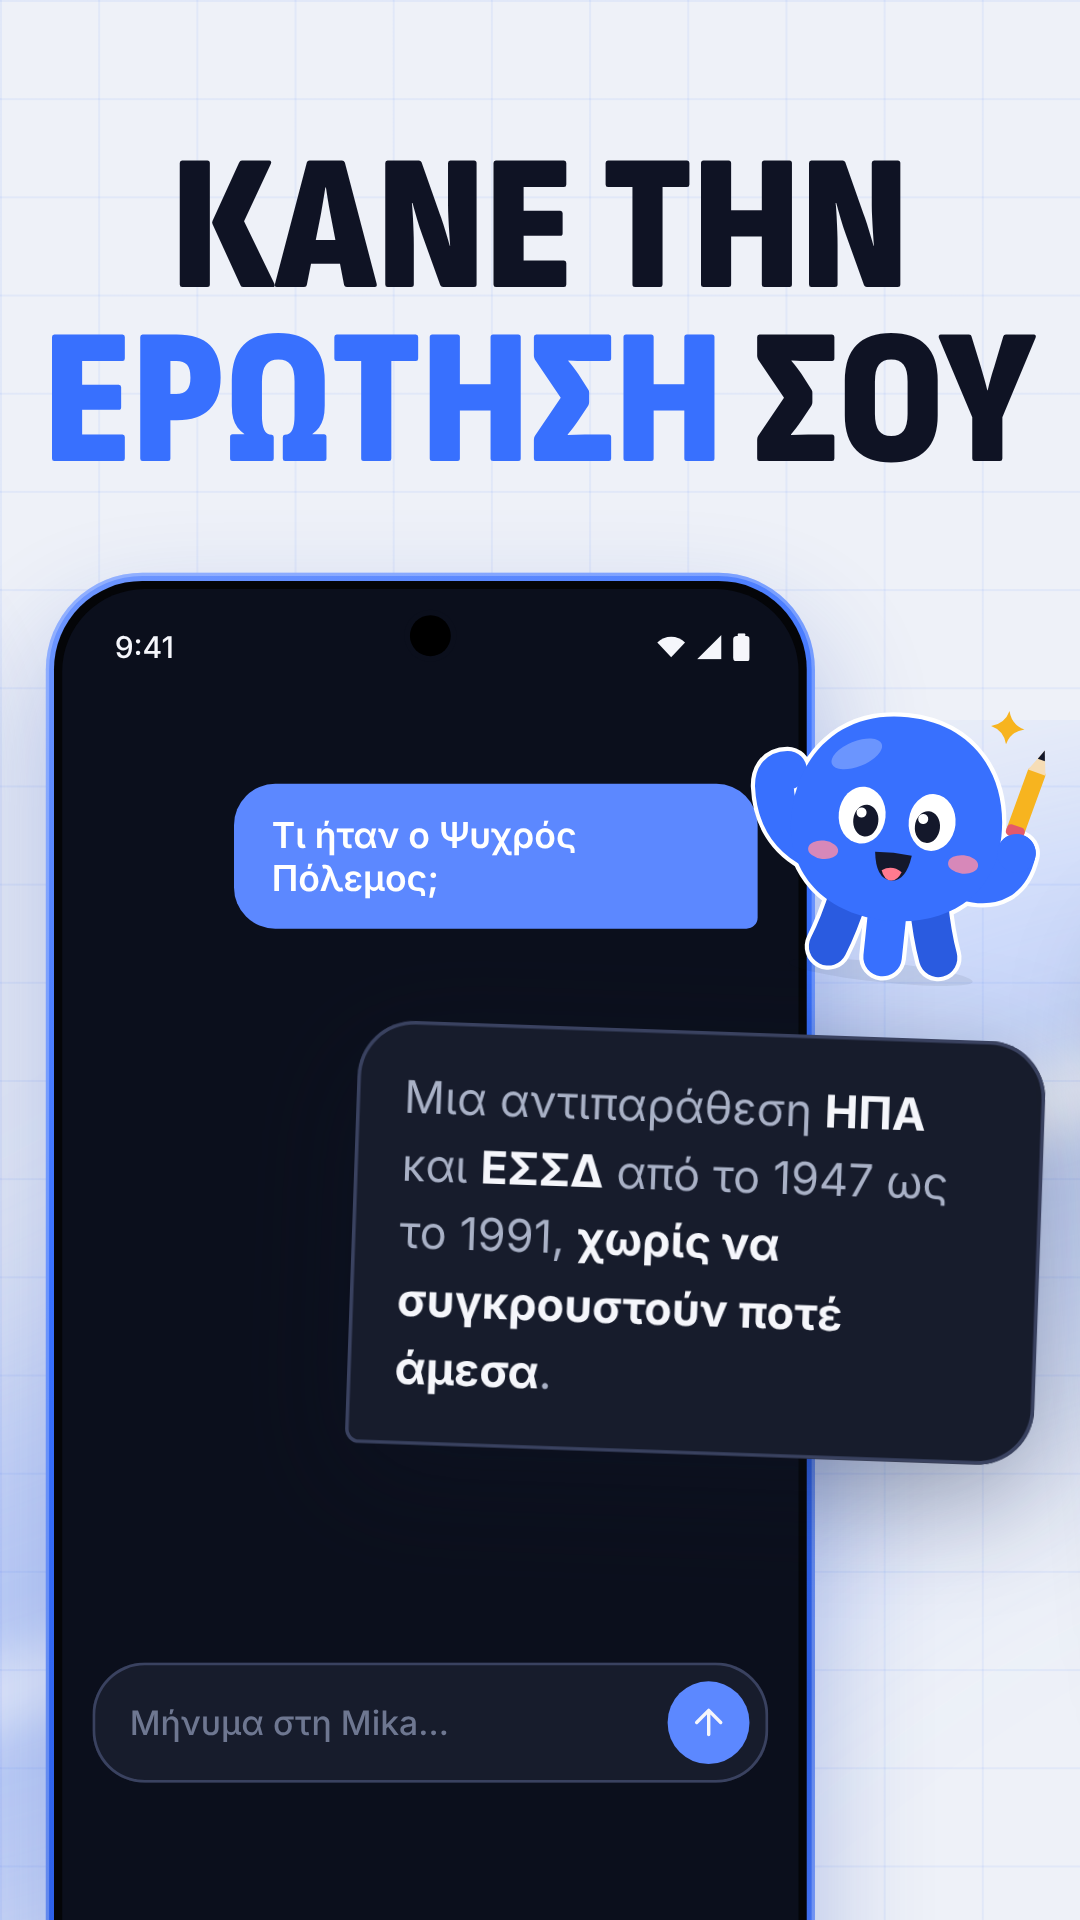 ΚΑΝΕ ΤΗΝ
ΕΡΩΤΗΣΗ ΣΟΥ
9:41
Τι ήταν ο Ψυχρός
Πόλεμος;
Μια αντιπαράθεση ΗΠΑ
και ΕΣΣΔ από το 1947 ως
το 1991, χωρίς να
συγκρουστούν ποτέ
άμεσα.
Μήνυμα στη Mika...